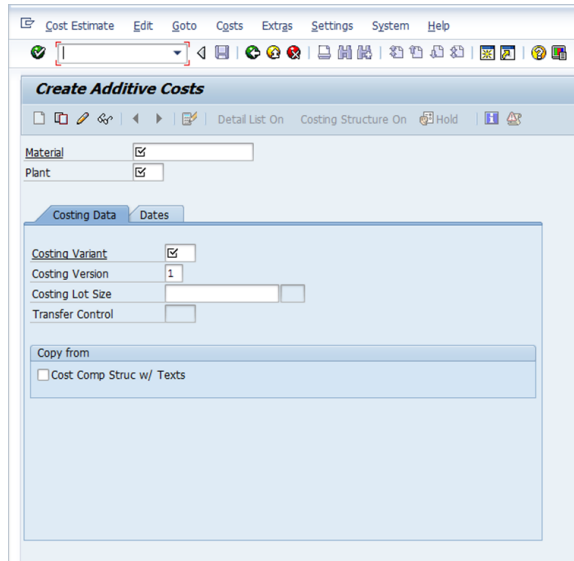 Cost Estimate Edit Goto Costs Extras Settings System Help
Create Additive Costs
Detail List On Costing Structure On Hold
Material
Plant
Costing Data Dates
Costing Variant
Costing Version 1
Costing Lot Size
Transfer Control
Copy from
Cost Comp Struc w/ Texts